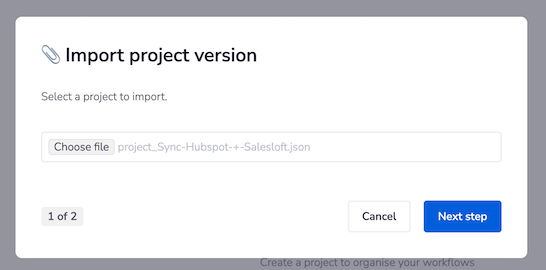 Import project version
Select a project to import.
Choose file project_Sync-Hubspot-+-Salesloft.json
1 of 2
Cancel
Next step
Create a project to organise your workflows